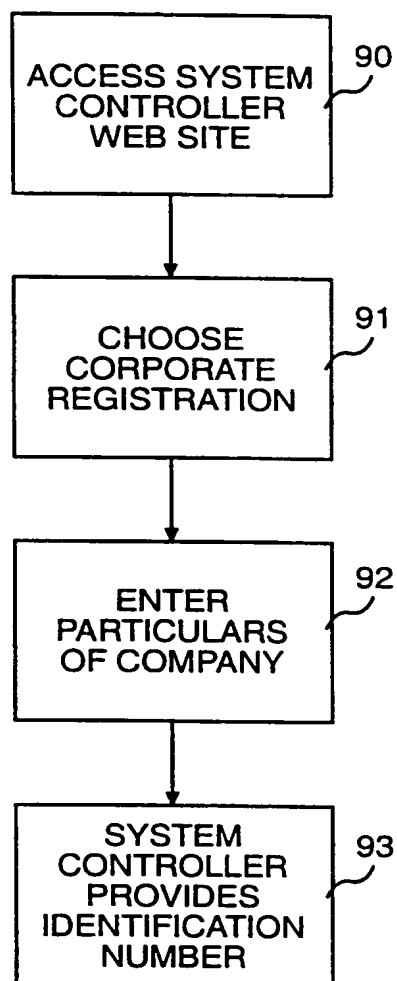 ACCESS SYSTEM
CONTROLLER
WEB SITE
90
CHOOSE
CORPORATE
REGISTRATION
91
ENTER
PARTICULARS
OF COMPANY
92
SYSTEM
CONTROLLER
PROVIDES
IDENTIFICATION
NUMBER
93